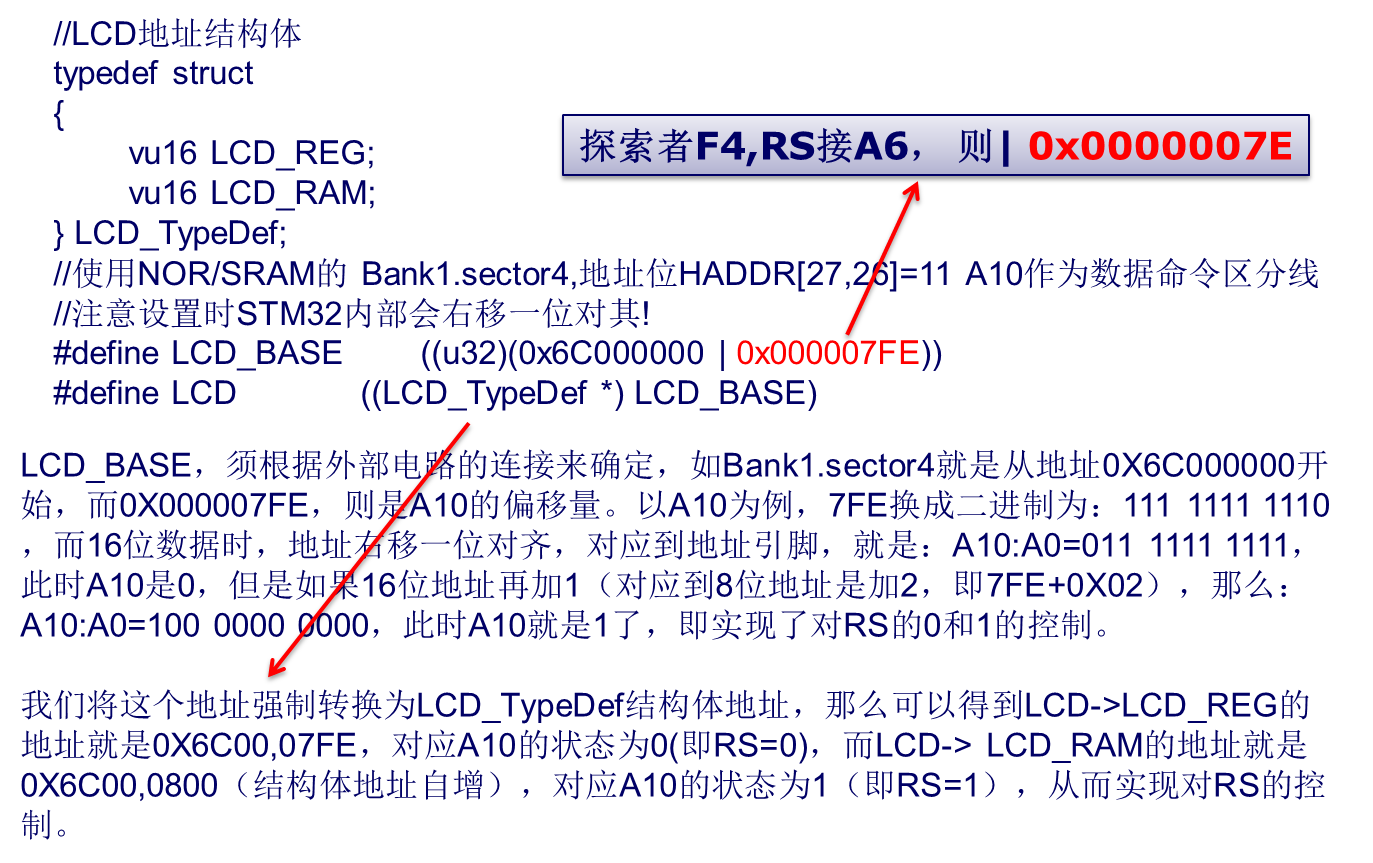 //LCD地址结构体
typedef struct
{
vu16 LCD_REG;
vu16 LCD_RAM;
} LCD_TypeDef;
探索者F4,RS接A6， 则| 0x0000007E
//使用NOR/SRAM的 Bank1.sector4,地址位HADDR[27,26]=11 A10作为数据命令区分线
//注意设置时STM32内部会右移一位对其!
#define LCD_BASE ((u32)(0x6C000000 | 0x000007FE))
#define LCD ((LCD_TypeDef *) LCD_BASE)
LCD_BASE，须根据外部电路的连接来确定，如Bank1.sector4就是从地址0X6C000000开
始，而0X000007FE，则是A10的偏移量。以A10为例，7FE换成二进制为：111 1111 1110
，而16位数据时，地址右移一位对齐，对应到地址引脚，就是：A10:A0=011 1111 1111，
此时A10是0，但是如果16位地址再加1（对应到8位地址是加2，即7FE+0X02），那么：
A10:A0=100 0000 0000，此时A10就是1了，即实现了对RS的0和1的控制。
我们将这个地址强制转换为LCD_TypeDef结构体地址，那么可以得到LCD->LCD_REG的
地址就是0X6C00,07FE，对应A10的状态为0(即RS=0)，而LCD-> LCD_RAM的地址就是
0X6C00,0800（结构体地址自增），对应A10的状态为1（即RS=1），从而实现对RS的控
制。